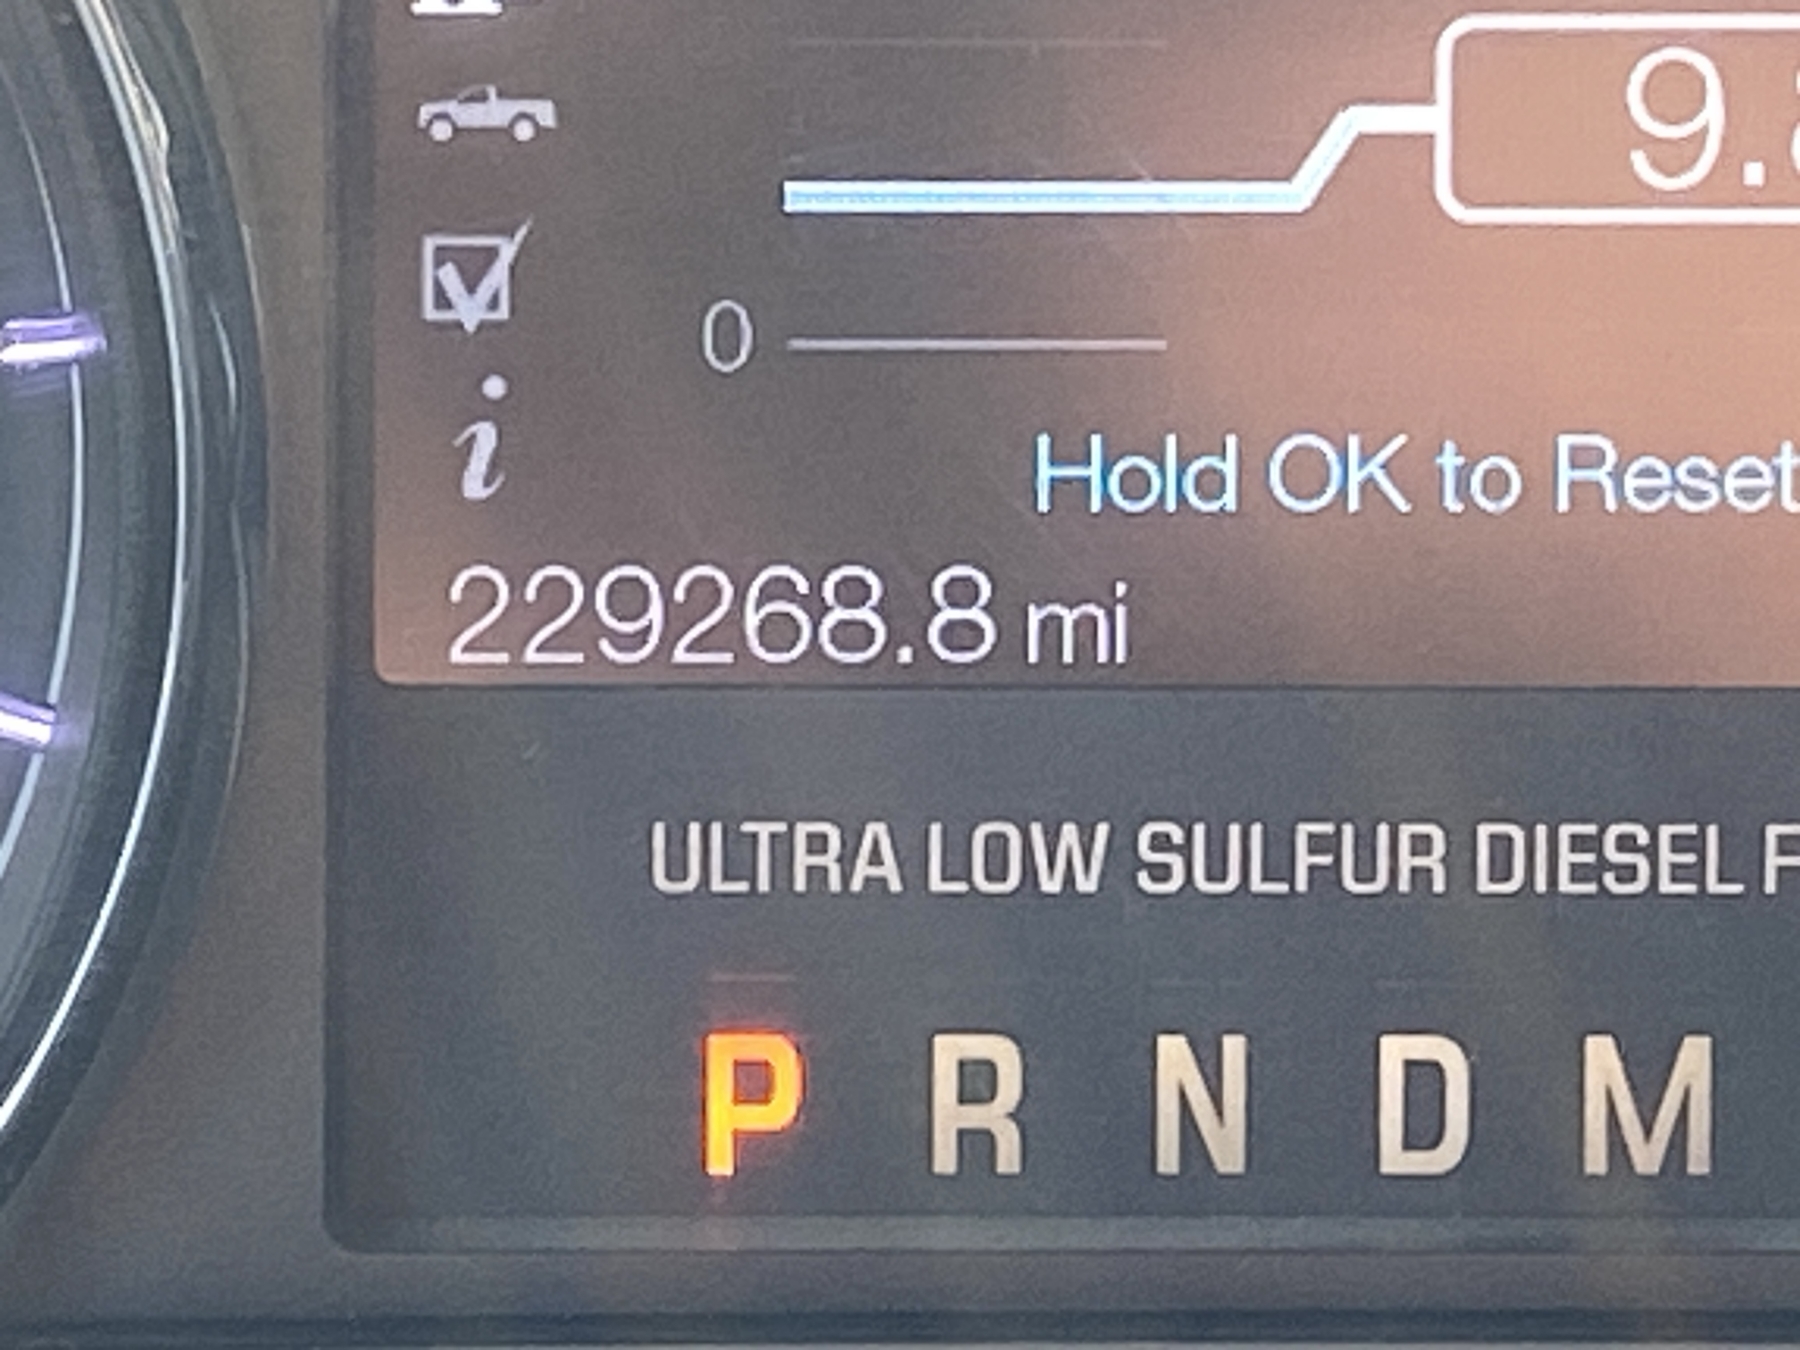 9.
0
i
Hold OK to Reset
229268.8 mi
ULTRA LOW SULFUR DIESEL F
P R N D M